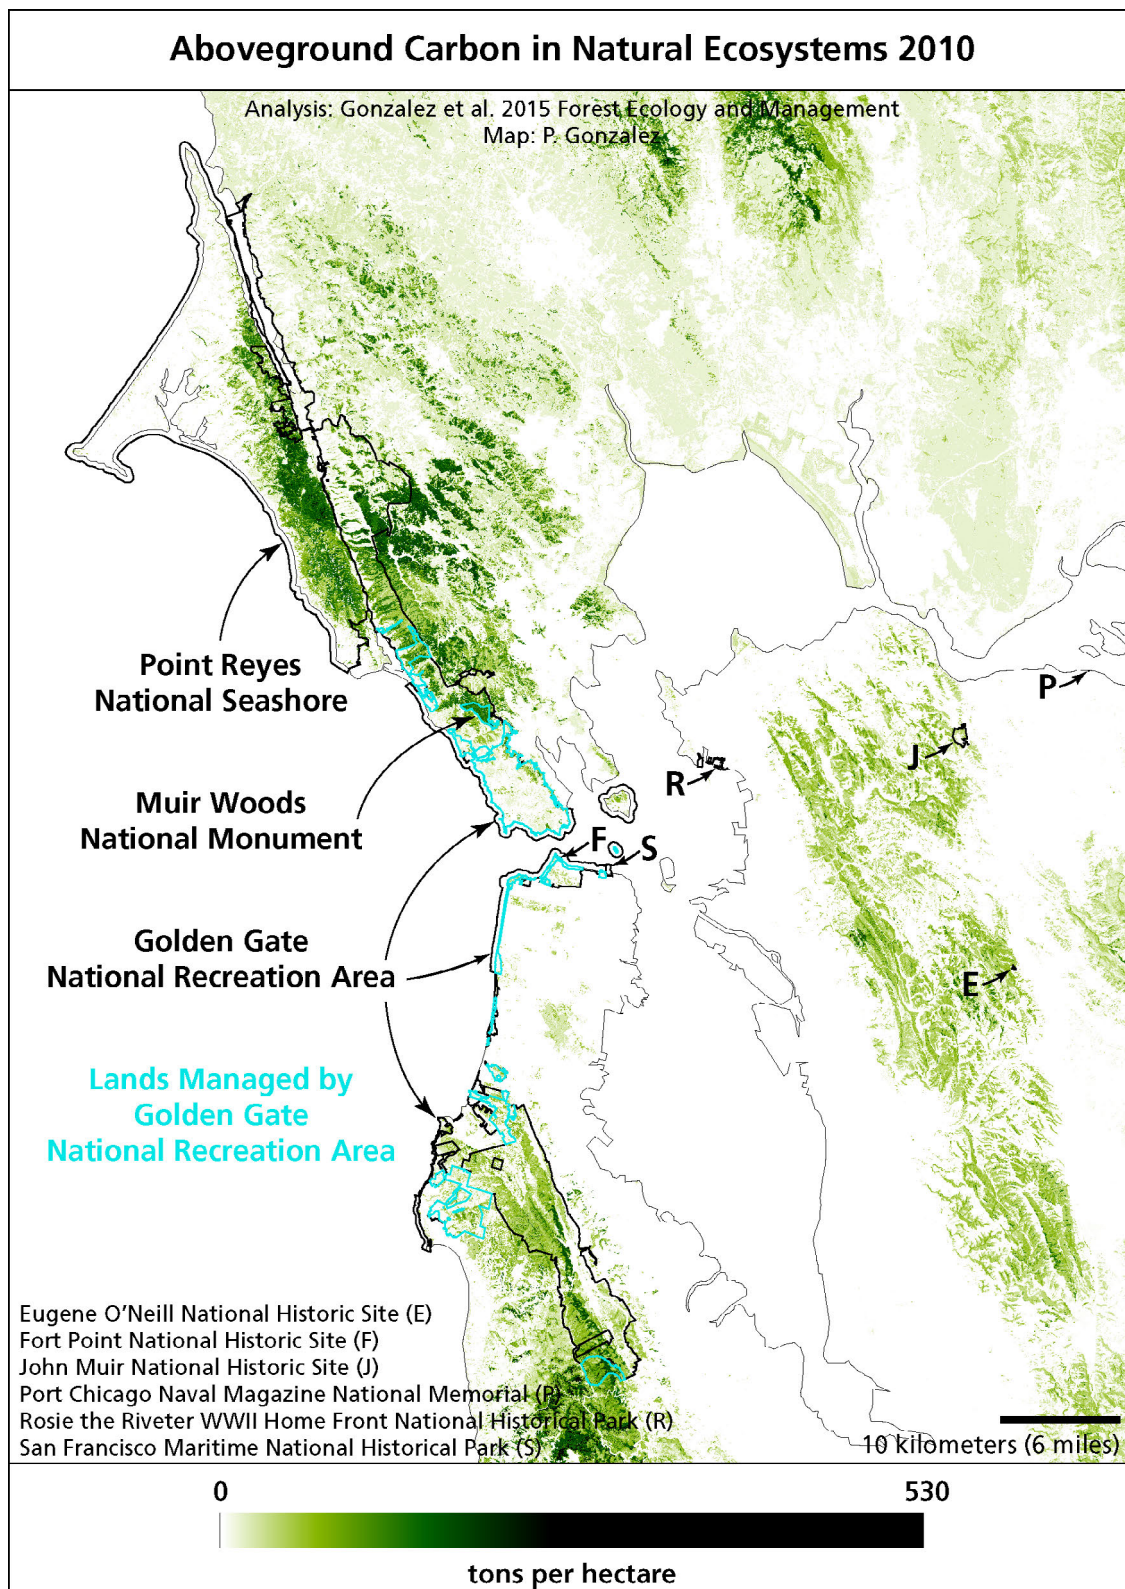 Aboveground Carbon in Natural Ecosystems 2010
Analysis: Gonzalez et al. 2015 Forest Ecology and Management
Map: P. Gonzalez
Point Reyes
National Seashore
P
J
R
Muir Woods
National Monument
F
S
Golden Gate
National Recreation Area
E
Lands Managed by
Golden Gate
National Recreation Area
Eugene O’Neill National Historic Site (E)
Fort Point National Historic Site (F)
John Muir National Historic Site (J)
Port Chicago Naval Magazine National Memorial (P)
Rosie the Riveter WWII Home Front National Historical Park (R)
San Francisco Maritime National Historical Park (S)
10 kilometers (6 miles)
0
530
tons per hectare